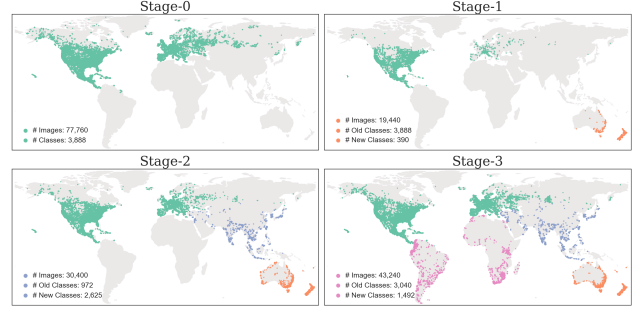 Stage-0
# Images: 77,760
# Classes: 3,888
Stage-1
# Images: 19,440
# Old Classes: 3,888
# New Classes: 390
Stage-2
# Images: 30,400
# Old Classes: 972
# New Classes: 2,625
Stage-3
# Images: 43,240
# Old Classes: 3,040
# New Classes: 1,492